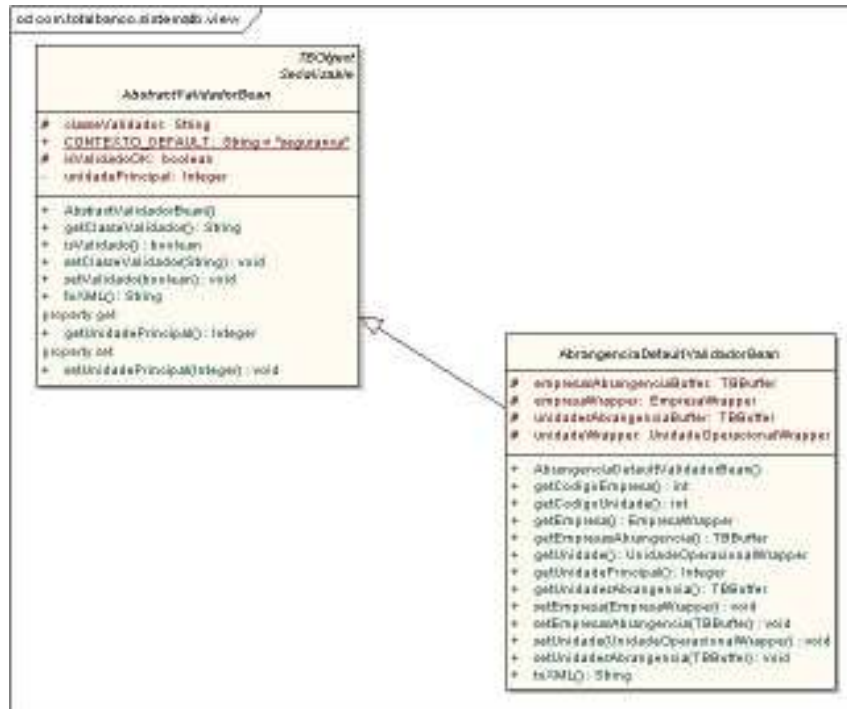 cd com.totalbanco.sistematb.view
TBObject
Serializable
AbstractValidadorBean
# classeValidador: String
+ CONTEXTO_DEFAULT: String = "seguranca"
# isValidadoOK: boolean
- unidadePrincipal: Integer
+ AbstractValidadorBean()
+ getClasseValidador() : String
+ isValidado() : boolean
+ setClasseValidador(String) : void
+ setValidado(boolean) : void
+ toXML() : String
property get
+ getUnidadePrincipal() : Integer
property set
+ setUnidadePrincipal(Integer) : void
AbrangenciaDefaultValidadorBean
# empresasAbrangenciaBuffer: TBBuffer
# empresaWrapper: EmpresaWrapper
# unidadesAbrangenciaBuffer: TBBuffer
# unidadeWrapper: UnidadeOperacionalWrapper
+ AbrangenciaDefaultValidadorBean()
+ getCodigoEmpresa() : int
+ getCodigoUnidade() : int
+ getEmpresa() : EmpresaWrapper
+ getEmpresasAbrangencia() : TBBuffer
+ getUnidade() : UnidadeOperacionalWrapper
+ getUnidadePrincipal() : Integer
+ getUnidadesAbrangencia() : TBBuffer
+ setEmpresa(EmpresaWrapper) : void
+ setEmpresasAbrangencia(TBBuffer) : void
+ setUnidade(UnidadeOperacionalWrapper) : void
+ setUnidadesAbrangencia(TBBuffer) : void
+ toXML() : String